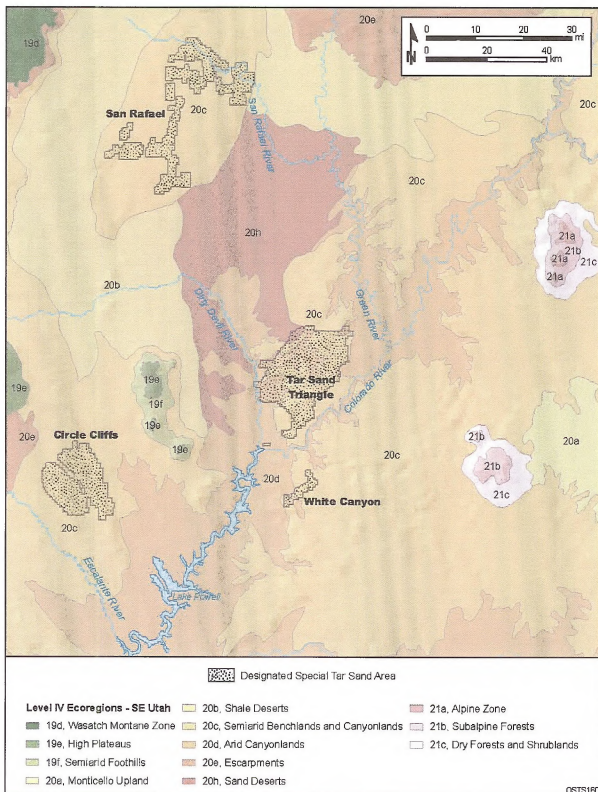 19d
20e
0 10 20 30
mi
0 20 40
km
N
20c
San Rafael
20c
San Rafael River
20c
21a
21b
21a
21c
21a
20h
20b
Dirty Devil River
20c
Green River
Tar Sand
Triangle
Colorado River
19e
19e
19f
19e
20e
Circle Cliffs
21b
20a
21b
20c
21c
20d
White Canyon
20c
Escalante River
Lake Powell
Designated Special Tar Sand Area
Level IV Ecoregions - SE Utah
19d, Wasatch Montane Zone
19e, High Plateaus
19f, Semiarid Foothills
20a, Monticello Upland
20b, Shale Deserts
20c, Semiarid Benchlands and Canyonlands
20d, Arid Canyonlands
20e, Escarpments
20h, Sand Deserts
21a, Alpine Zone
21b, Subalpine Forests
21c, Dry Forests and Shrublands